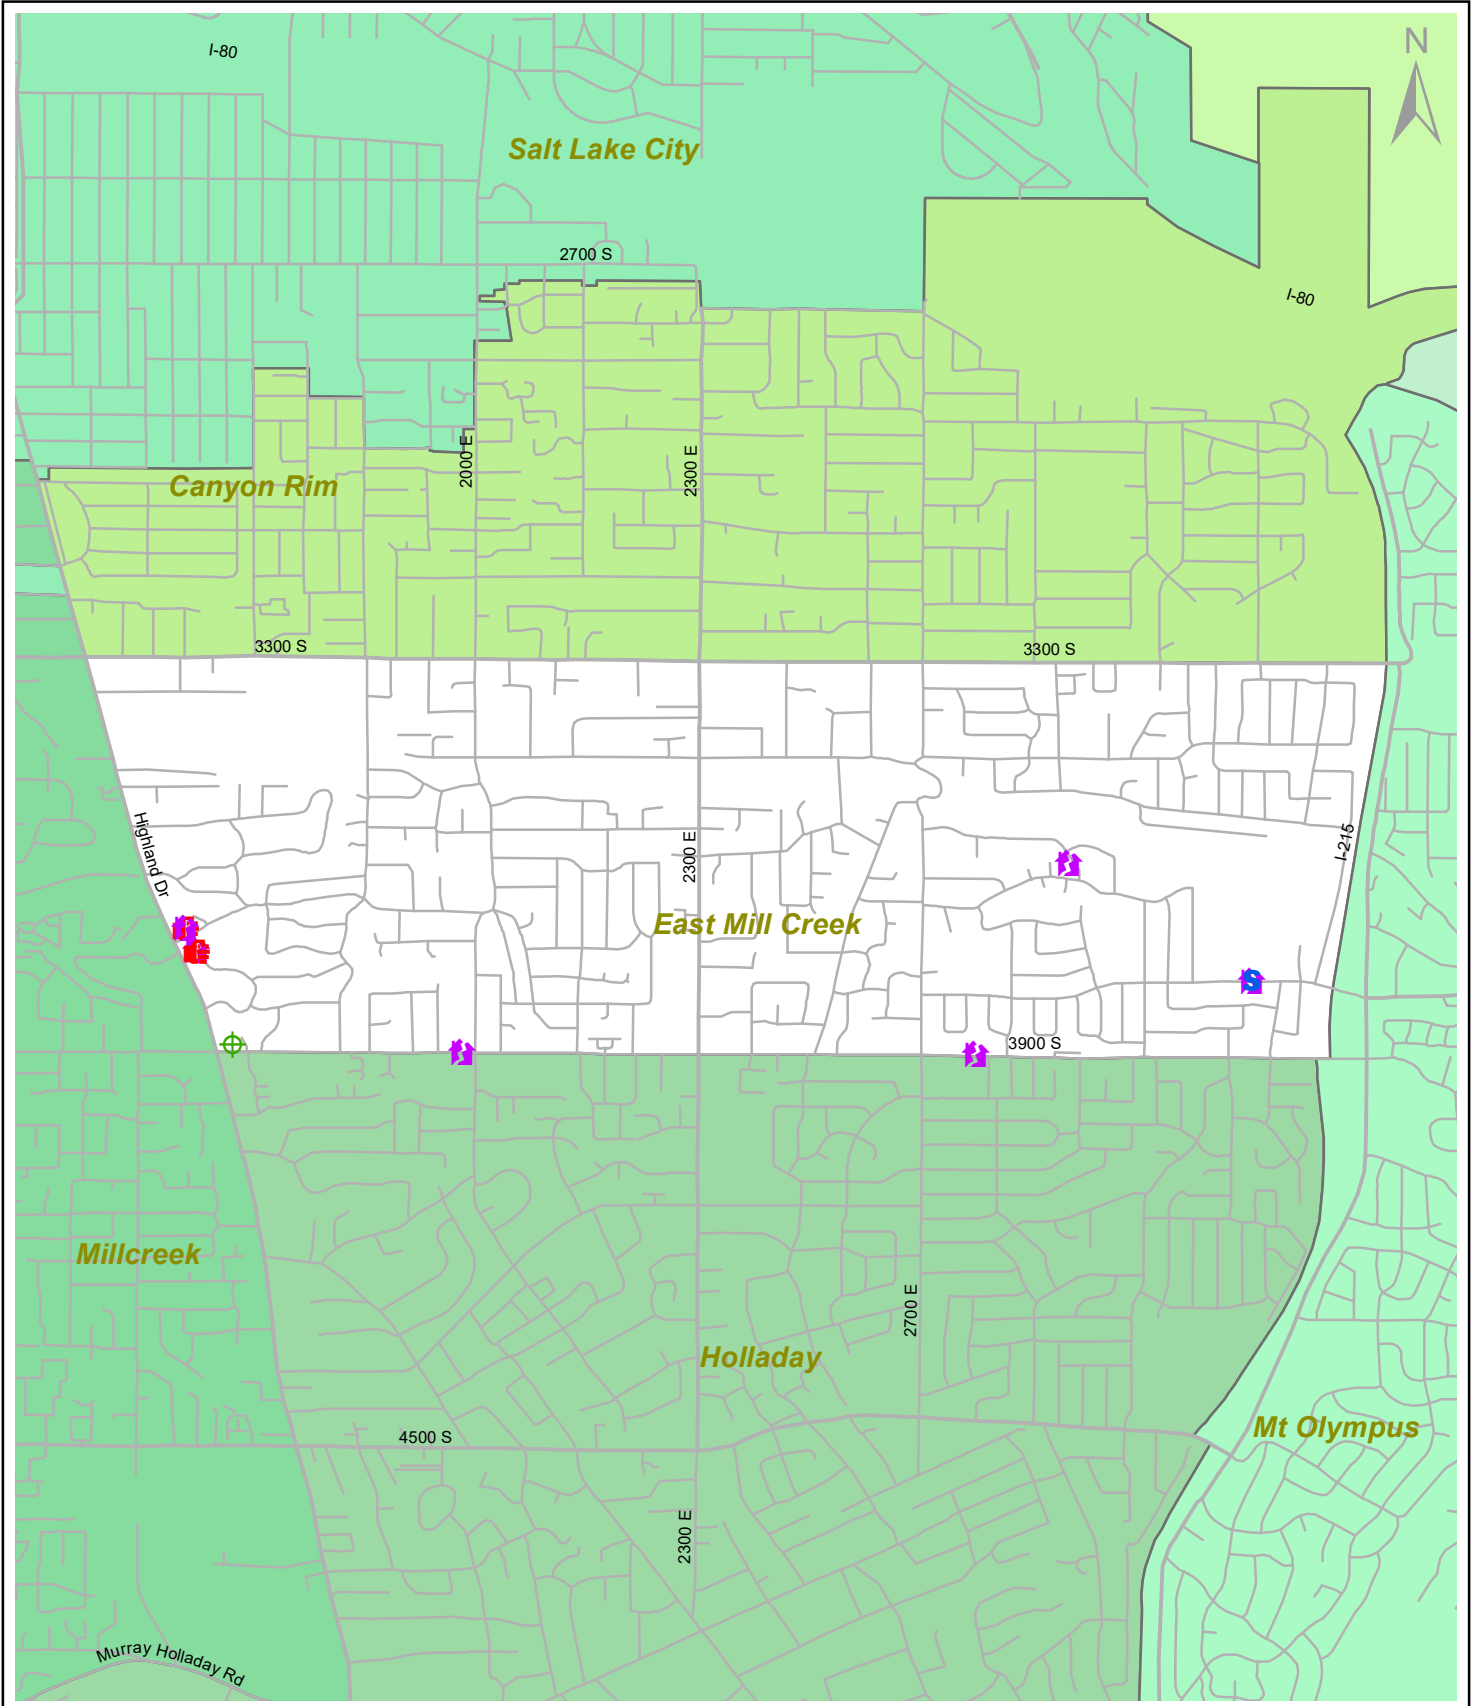 I-80
N
Salt Lake City
2700 S
I-80
2000 E
2300 E
Canyon Rim
3300 S
3300 S
Highland Dr
2300 E
I-215
East Mill Creek
S
3900 S
Millcreek
2700 E
Holladay
Mt Olympus
4500 S
2300 E
Murray Holladay Rd